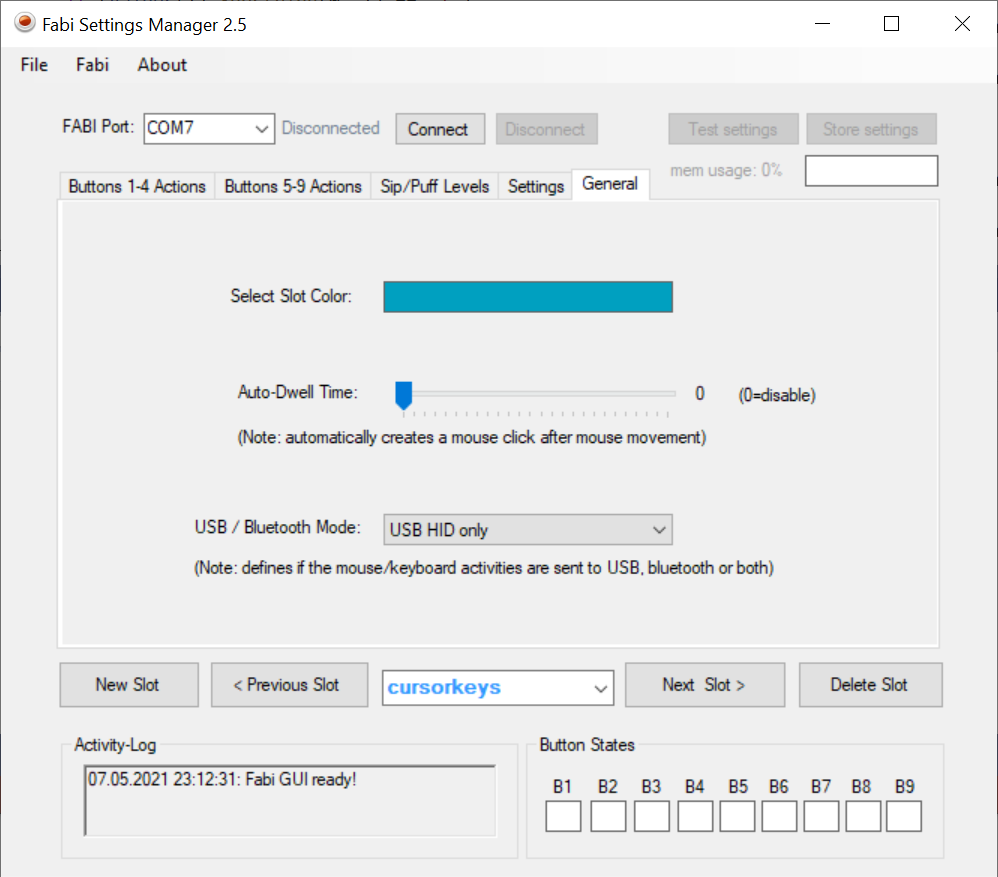 Fabi Settings Manager 2.5
File Fabi About
FABI Port: COM7 Disconnected Connect Disconnect Test settings Store settings
mem usage: 0%
Buttons 1-4 Actions Buttons 5-9 Actions Sip/Puff Levels Settings General
Select Slot Color:
Auto-Dwell Time: 0 (0=disable)
(Note: automatically creates a mouse click after mouse movement)
USB / Bluetooth Mode: USB HID only
(Note: defines if the mouse/keyboard activities are sent to USB, bluetooth or both)
New Slot < Previous Slot cursorkeys Next Slot > Delete Slot
Activity-Log
07.05.2021 23:12:31: Fabi GUI ready!
Button States
B1 B2 B3 B4 B5 B6 B7 B8 B9